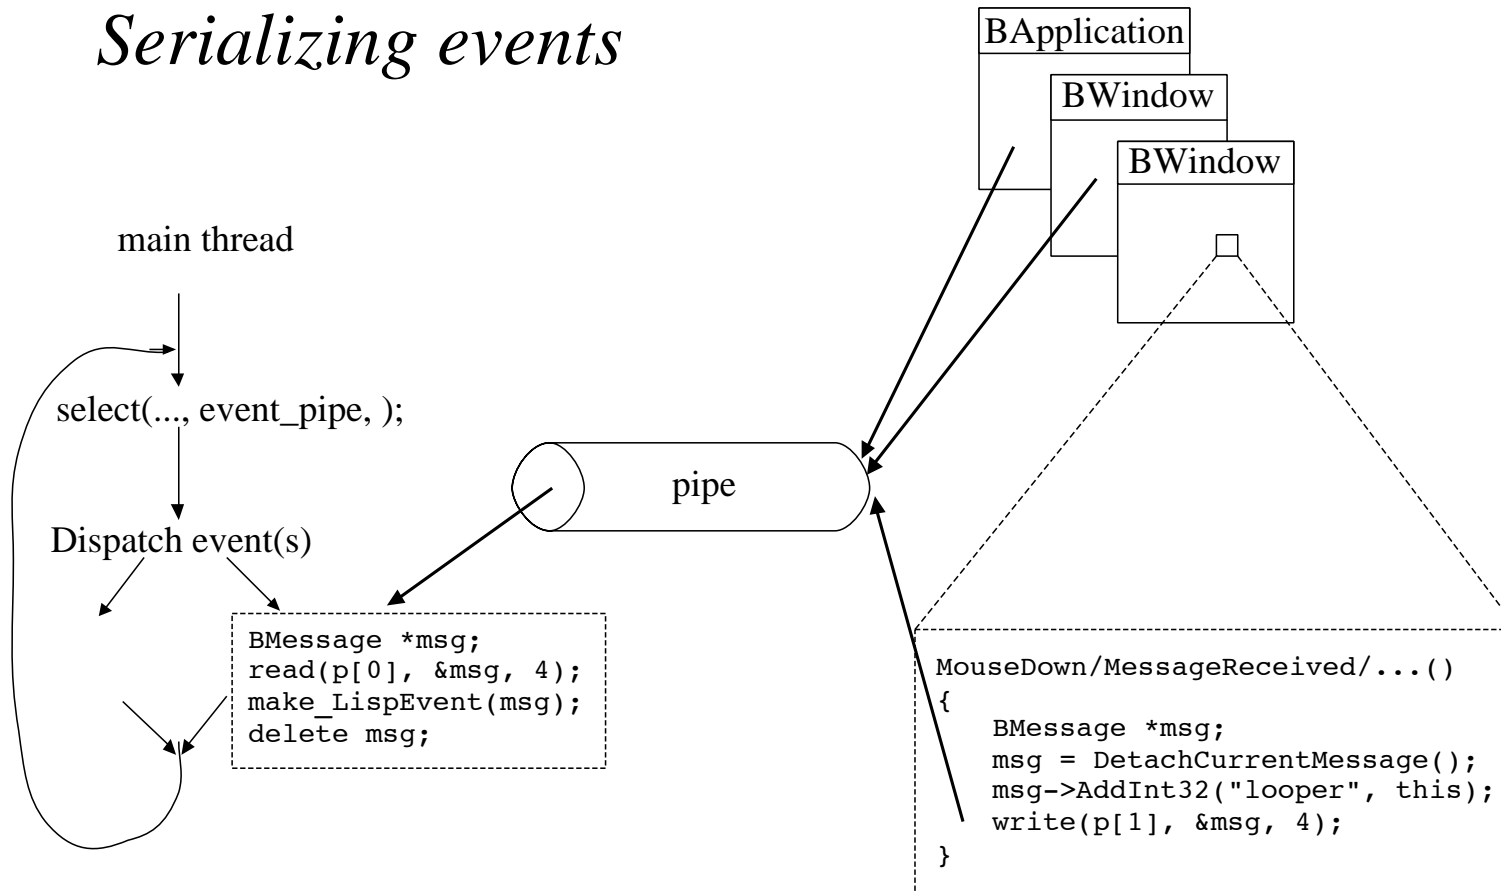 Serializing events
BApplication
BWindow
BWindow
main thread
select(..., event_pipe, );
pipe
Dispatch event(s)
BMessage *msg;
read(p[0], &msg, 4);
make_LispEvent(msg);
delete msg;
MouseDown/MessageReceived/...()
{
BMessage *msg;
msg = DetachCurrentMessage();
msg->AddInt32("looper", this);
write(p[1], &msg, 4);
}